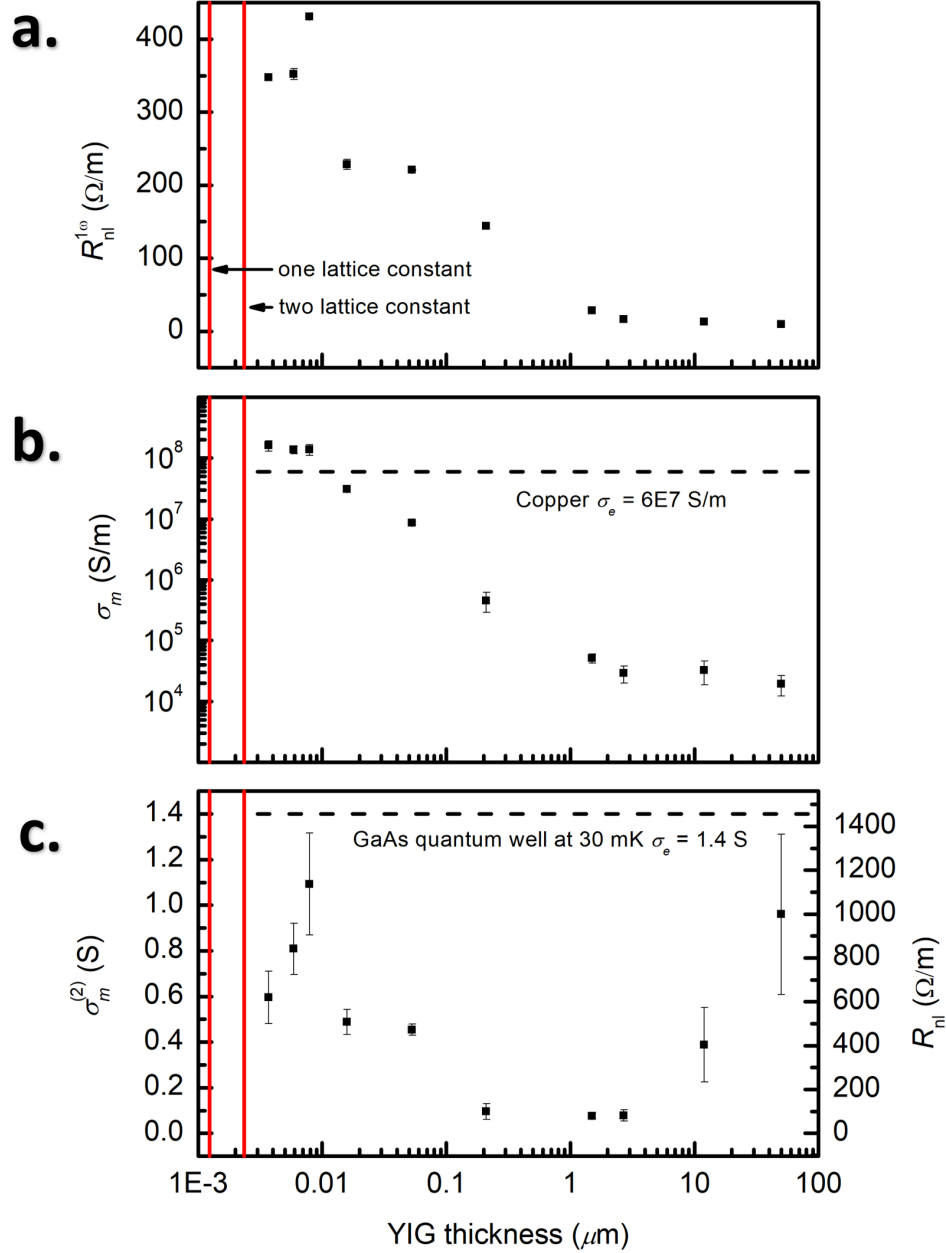 a.
400
300
200
100
0
R_nl^1ω (Ω/m)
one lattice constant
two lattice constant
b.
10^8
10^7
10^6
10^5
10^4
σ_m (S/m)
Copper σ_e = 6E7 S/m
c.
1.4
1.2
1.0
0.8
0.6
0.4
0.2
0.0
σ_m^(2) (S)
GaAs quantum well at 30 mK σ_e = 1.4 S
1400
1200
1000
800
600
400
200
0
R_nl (Ω/m)
1E-3 0.01 0.1 1 10 100
YIG thickness (μm)